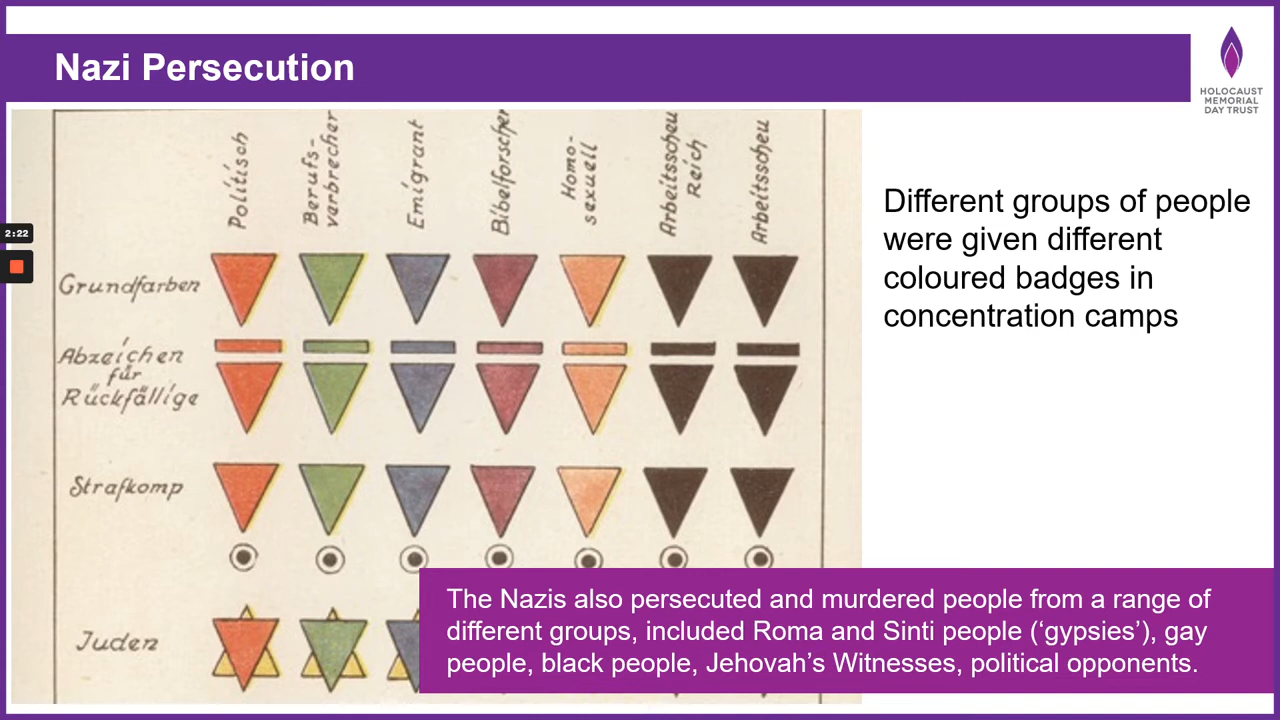 Nazi Persecution
HOLOCAUST
MEMORIAL
DAY TRUST
Politisch
Berufs-
verbrecher
Emigrant
Bibelforscher
Homo-
sexuell
Arbeitsscheu
Reich
Arbeitsscheu
Grundfarben
Abzeichen
für
Rückfällige
Strafkomp
Juden
2:22
Different groups of people
were given different
coloured badges in
concentration camps
The Nazis also persecuted and murdered people from a range of
different groups, included Roma and Sinti people (‘gypsies’), gay
people, black people, Jehovah’s Witnesses, political opponents.